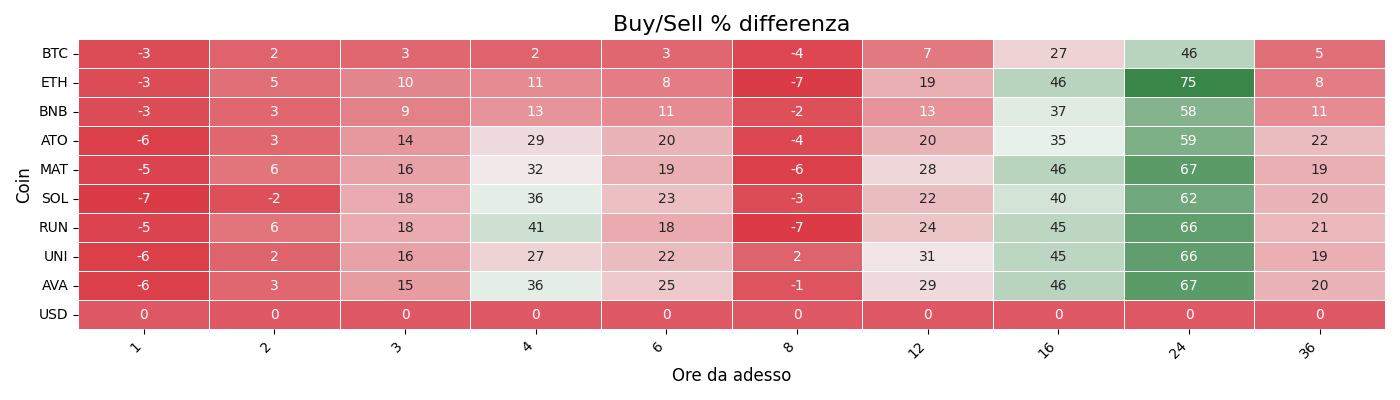 Buy/Sell % differenza
Coin
BTC -3 2 3 2 3 -4 7 27 46 5
ETH -3 5 10 11 8 -7 19 46 75 8
BNB -3 3 9 13 11 -2 13 37 58 11
ATO -6 3 14 29 20 -4 20 35 59 22
MAT -5 6 16 32 19 -6 28 46 67 19
SOL -7 -2 18 36 23 -3 22 40 62 20
RUN -5 6 18 41 18 -7 24 45 66 21
UNI -6 2 16 27 22 2 31 45 66 19
AVA -6 3 15 36 25 -1 29 46 67 20
USD 0 0 0 0 0 0 0 0 0 0
1 2 3 4 6 8 12 16 24 36
Ore da adesso